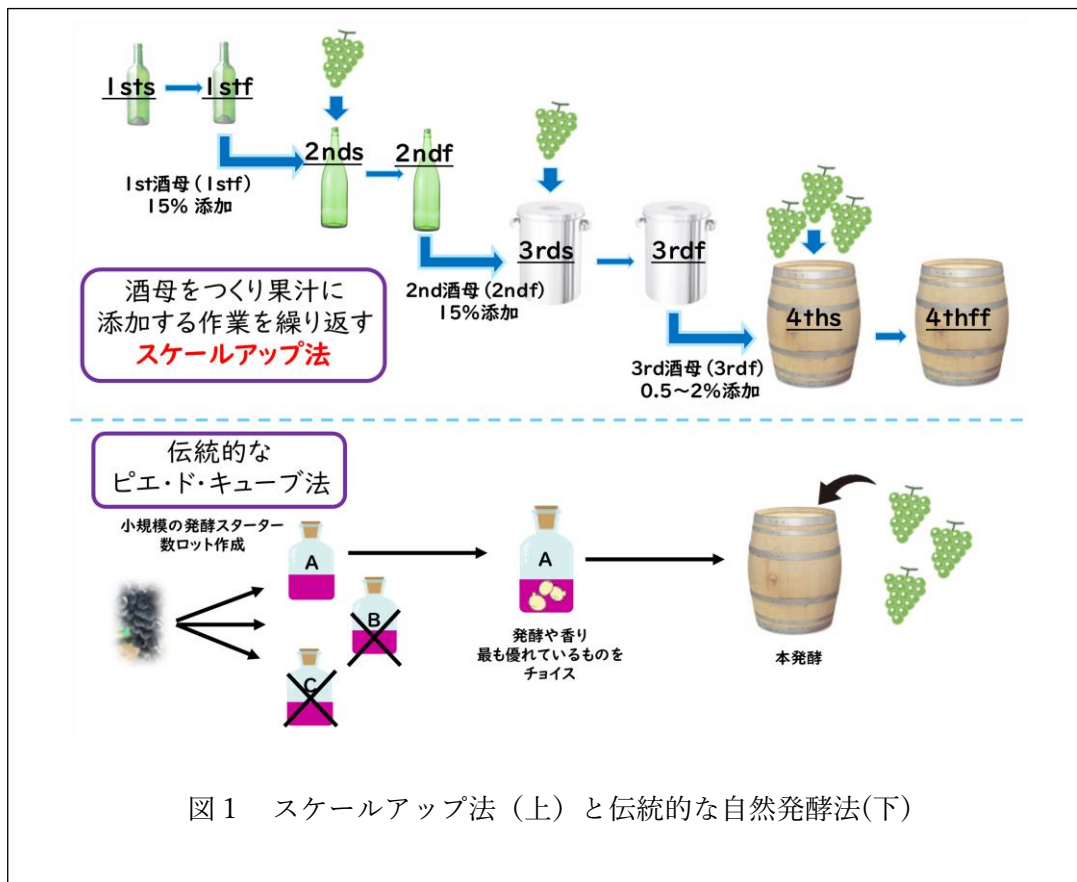 1sts
1stf
1st酒母(1stf)
15% 添加
2nds
2ndf
2nd酒母(2ndf)
15%添加
3rds
3rdf
3rd酒母(3rdf)
0.5~2%添加
4ths
4thff
酒母をつくり果汁に
添加する作業を繰り返す
スケールアップ法
伝統的な
ピエ・ド・キューブ法
小規模の発酵スターター
数ロット作成
A
B
C
A
発酵や香り
最も優れているものを
チョイス
本発酵
図1 スケールアップ法(上)と伝統的な自然発酵法(下)